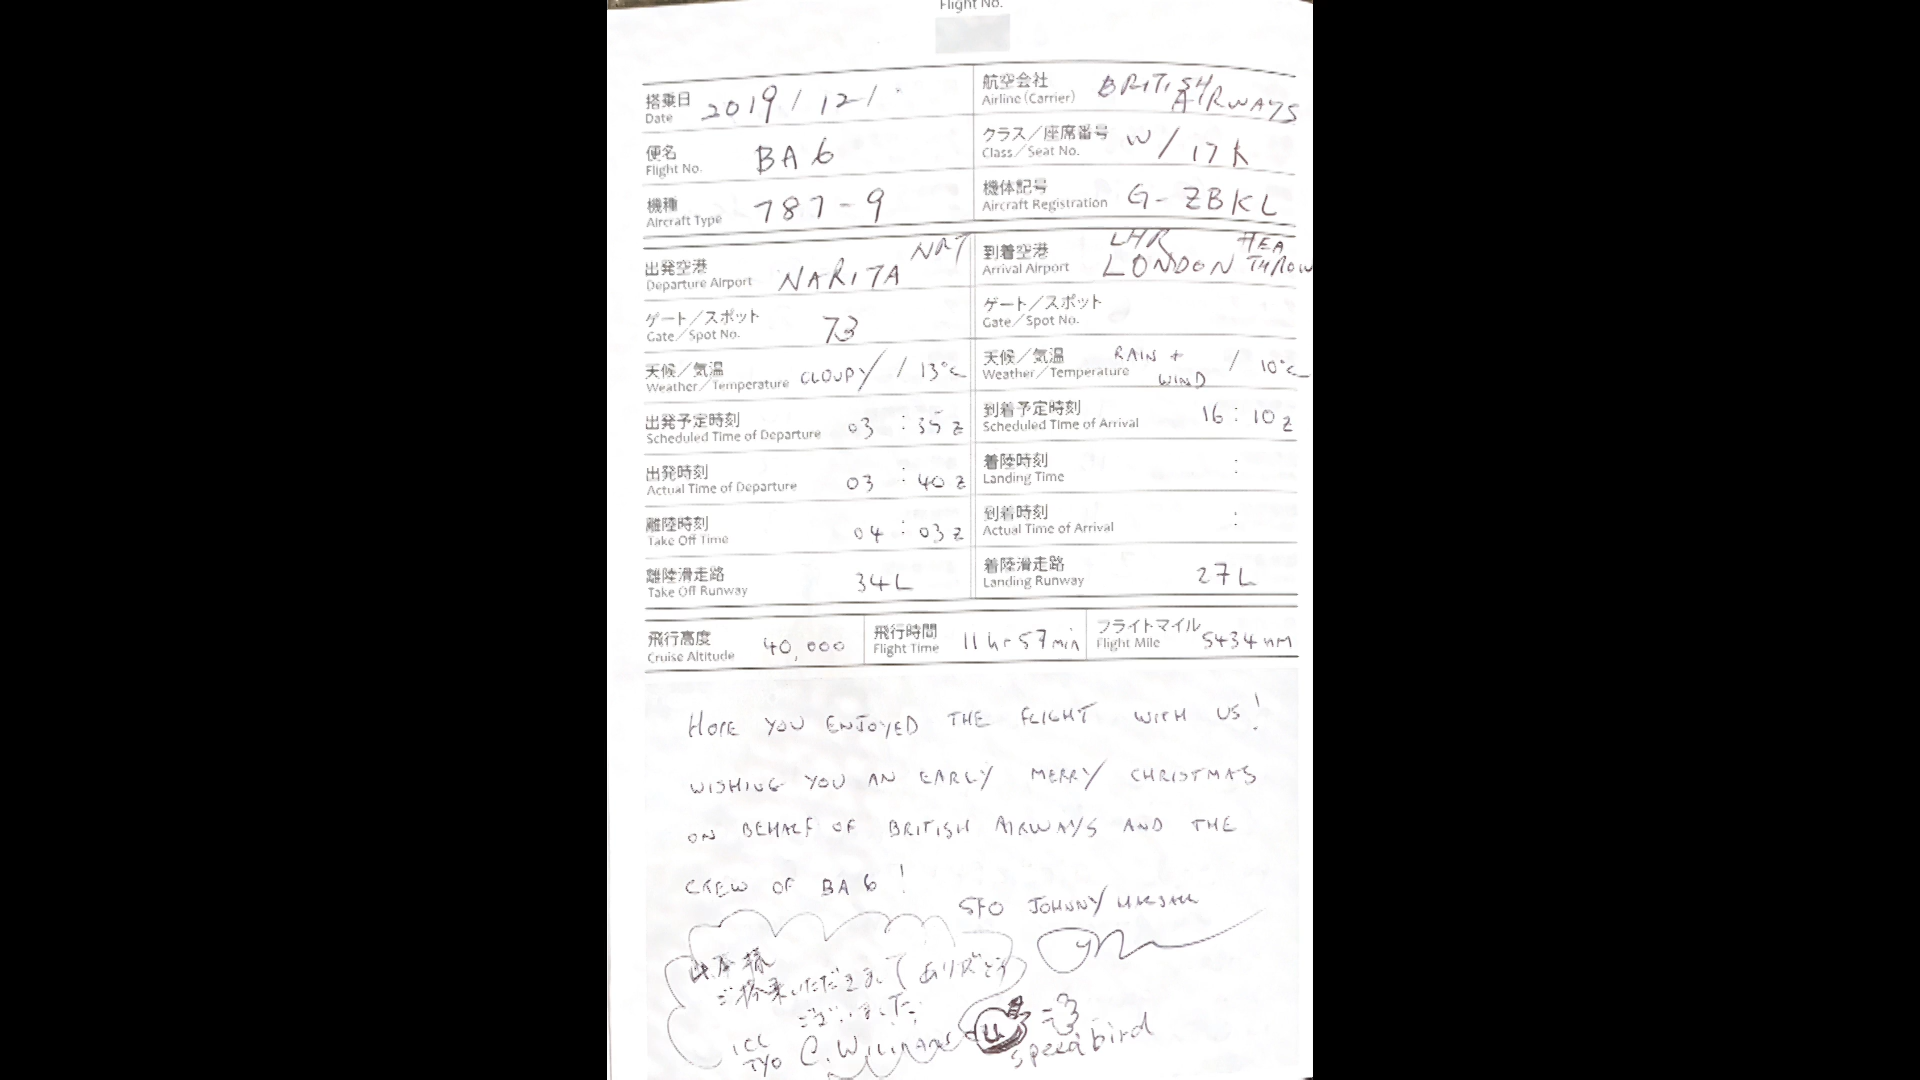 Flight No.
搭乗日 Date 2019 / 12 /
航空会社 Airline (Carrier) BRITISH AIRWAYS
便名 Flight No. BA 6
クラス／座席番号 Class／Seat No. W / 17K
機種 Aircraft Type 787-9
機体記号 Aircraft Registration G-ZBKL
出発空港 Departure Airport NARITA NRT
到着空港 Arrival Airport LHR LONDON HEATHROW
ゲート／スポット Gate／Spot No. 73
ゲート／スポット Gate／Spot No.
天候／気温 Weather／Temperature CLOUDY / 13°C
天候／気温 Weather／Temperature RAIN + WIND / 10°C
出発予定時刻 Scheduled Time of Departure 03 : 35 Z
到着予定時刻 Scheduled Time of Arrival 16 : 10 Z
出発時刻 Actual Time of Departure 03 : 40 Z
着陸時刻 Landing Time :
離陸時刻 Take Off Time 04 : 03 Z
到着時刻 Actual Time of Arrival :
離陸滑走路 Take Off Runway 34L
着陸滑走路 Landing Runway 27L
飛行高度 Cruise Altitude 40,000
飛行時間 Flight Time 11hr 57min
フライトマイル Flight Mile 5434 nm
HOPE YOU ENJOYED THE FLIGHT WITH US!
WISHING YOU AN EARLY MERRY CHRISTMAS
ON BEHALF OF BRITISH AIRWAYS AND THE
CREW OF BA 6!
SFO JOHNNY
様
ご搭乗いただきましてありがとう
ございました
ICC
TYO C. WILLIAMS
speedbird